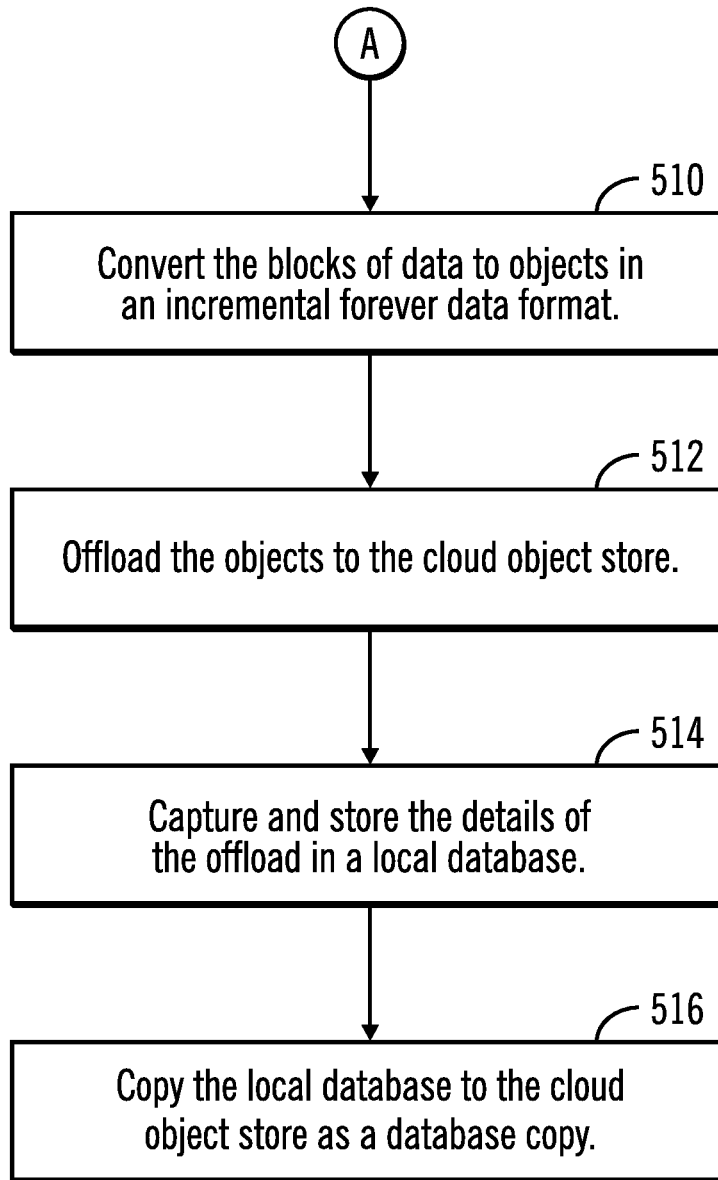 A
510
Convert the blocks of data to objects in
an incremental forever data format.
512
Offload the objects to the cloud object store.
514
Capture and store the details of
the offload in a local database.
516
Copy the local database to the cloud
object store as a database copy.